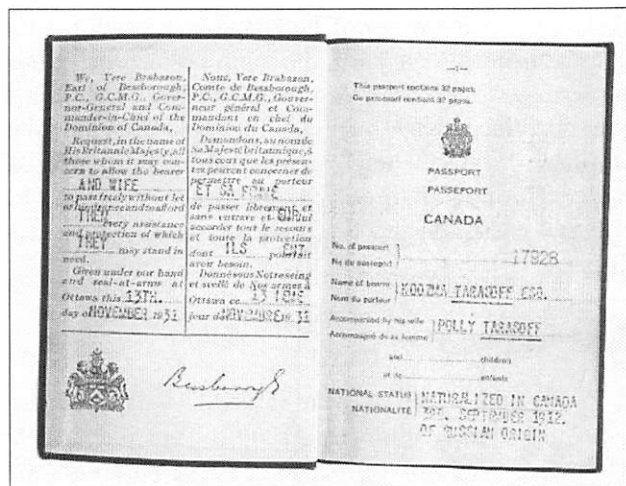 We, Vere Brabazon,
Earl of Bessborough,
P.C., G.C.M.G., Gover-
nor-General and Com-
mander-in-Chief of the
Dominion of Canada,
Request, in the name of
His Britannic Majesty, all
those whom it may con-
cern to allow the bearer
AND WIFE
to pass freely without let
or hindrance and to afford
THEM
every assistance
and protection of which
THEY may stand in
need.
Given under our hand
and seal-at-arms at
Ottawa this 13TH.
day of NOVEMBER 1931
Nous, Vere Brabazon,
Comte de Bessborough,
P.C., G.C.M.G., Gouver-
neur général et Com-
mandant en chef du
Dominion du Canada,
Demandons, au nom de
Sa Majesté britannique, à
tous ceux que les présen-
tes peuvent concerner de
permettre au porteur
ET SA FEMME
de passer librement et
sans entrave et
accorder tout le secours
et toute la protection
dont ILS
avoir besoin.
Donné sous Notre seing
et scellé de Nos armes à
Ottawa ce 13
jour de NOVEMBRE 1931
Bessborough
—1—
This passport contains 32 pages.
Ce passeport contient 32 pages.
PASSPORT
PASSEPORT
CANADA
No. of passport
No du passeport
17928
Name of bearer
Nom du porteur
KOOZMA TARASOFF ESQ.
Accompanied by his wife
Accompagné de sa femme
POLLY TARASOFF
and children
et de enfants
NATIONAL STATUS
NATIONALITÉ
NATURALIZED IN CANADA
3RD. SEPTEMBER 1912.
OF RUSSIAN ORIGIN